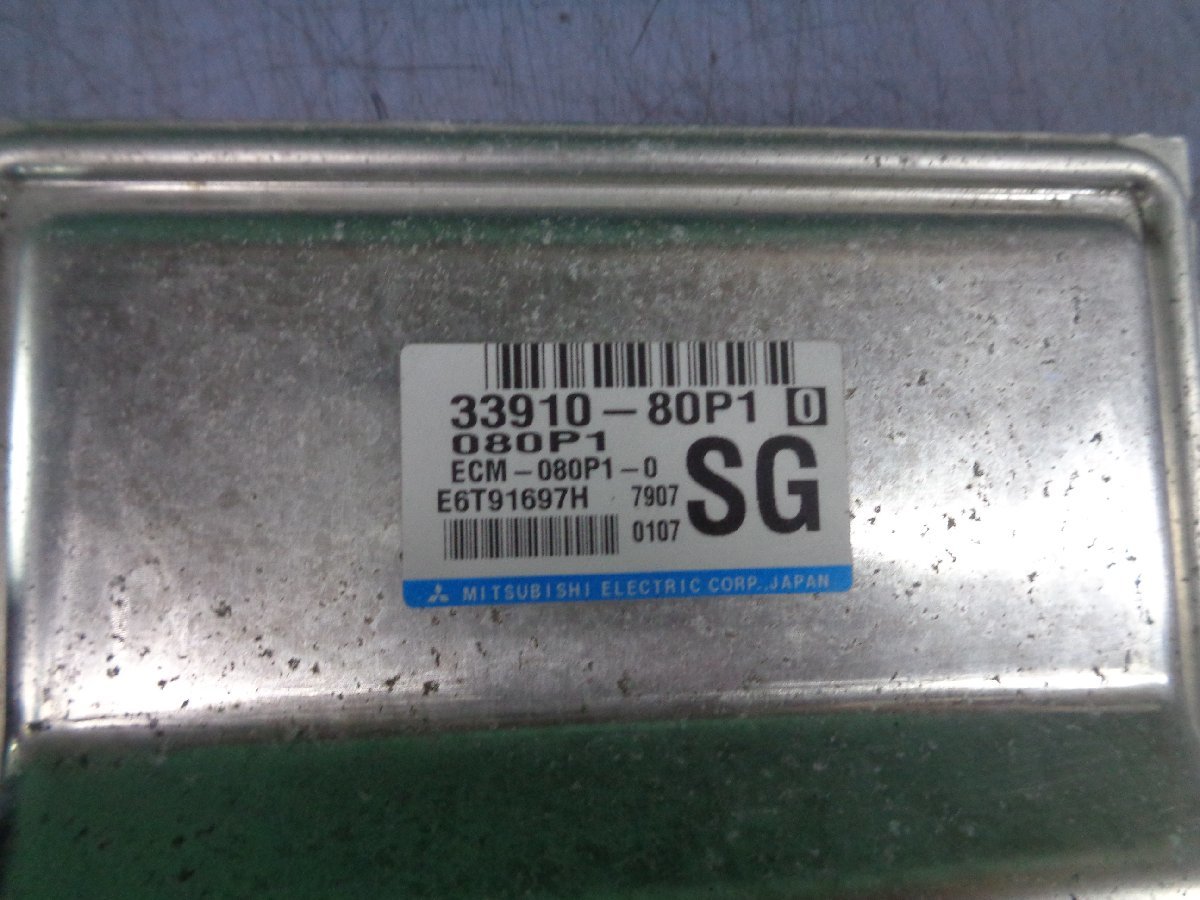 33910-80P1 0
080P1
ECM-080P1-0
E6T91697H 7907
0107
SG
MITSUBISHI ELECTRIC CORP., JAPAN